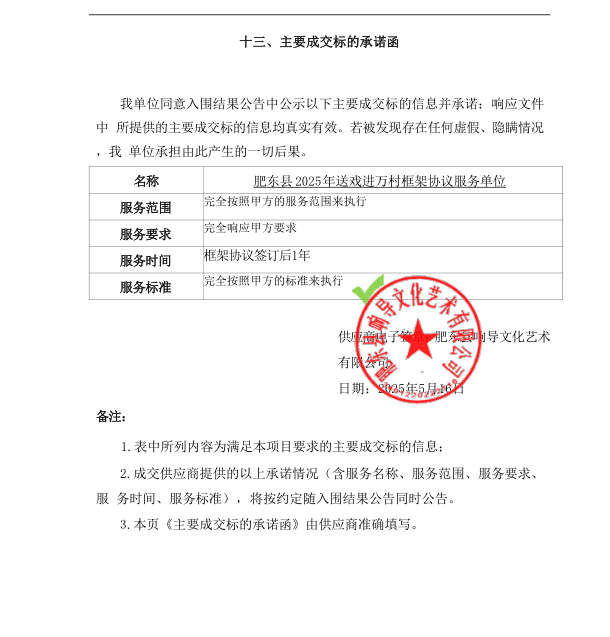 十三、主要成交标的承诺函
我单位同意入围结果公告中公示以下主要成交标的信息并承诺：响应文件
中 所提供的主要成交标的信息均真实有效。若被发现存在任何虚假、隐瞒情况
，我 单位承担由此产生的一切后果。
名称 肥东县2025年送戏进万村框架协议服务单位
服务范围 完全按照甲方的服务范围来执行
服务要求 完全响应甲方要求
服务时间 框架协议签订后1年
服务标准 完全按照甲方的标准来执行
供应商电子签章：肥东县响导文化艺术
有限公司
日期：2025年5月16日
肥东县响导文化艺术有限公司
备注：
1.表中所列内容为满足本项目要求的主要成交标的信息；
2.成交供应商提供的以上承诺情况（含服务名称、服务范围、服务要求、
服 务时间、服务标准），将按约定随入围结果公告同时公告。
3.本页《主要成交标的承诺函》由供应商准确填写。